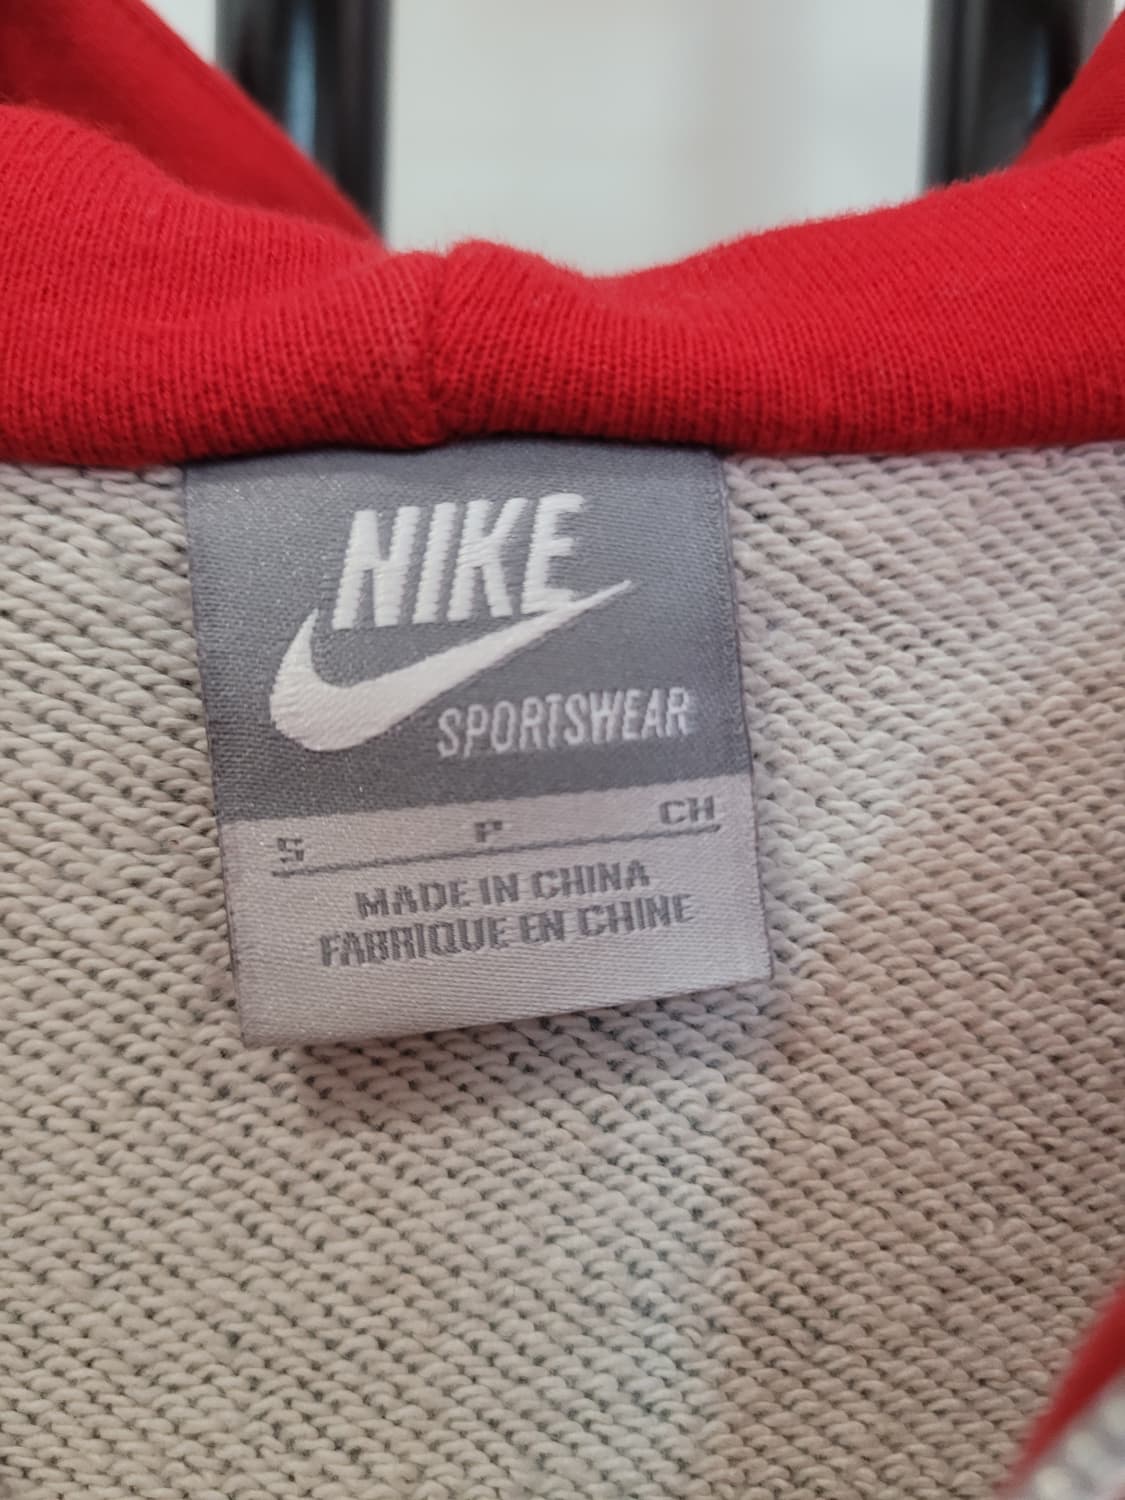 NIKE
SPORTSWEAR
S P CH
MADE IN CHINA
FABRIQUE EN CHINE